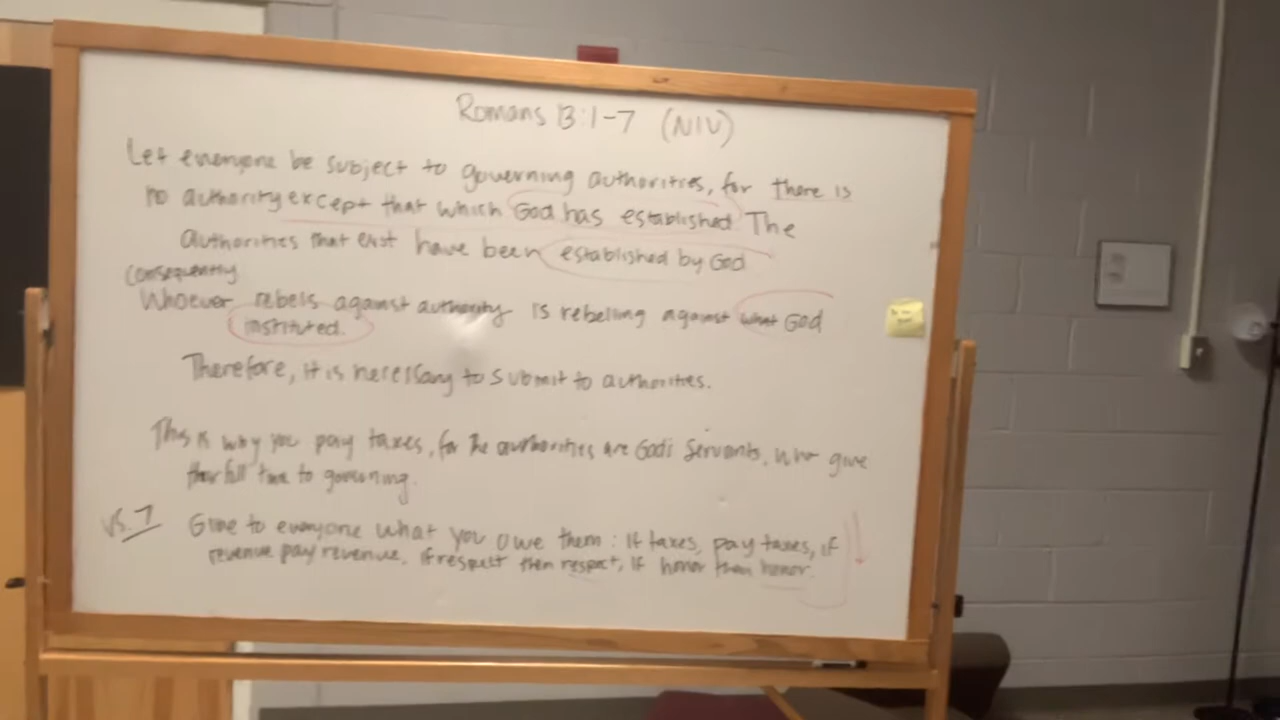 Romans 13:1-7 (NIV)
Let everyone be subject to governing authorities, for there is
no authority except that which God has established. The
authorities that exist have been established by God
Consequently
Whoever rebels against authority is rebelling against what God
instituted.
Therefore, it is necessary to submit to authorities.
This is why you pay taxes, for the authorities are God's servants, who give
their full time to governing.
vs. 7 Give to everyone what you owe them: If taxes, pay taxes, if
revenue pay revenue, if respect then respect, if honor then honor.